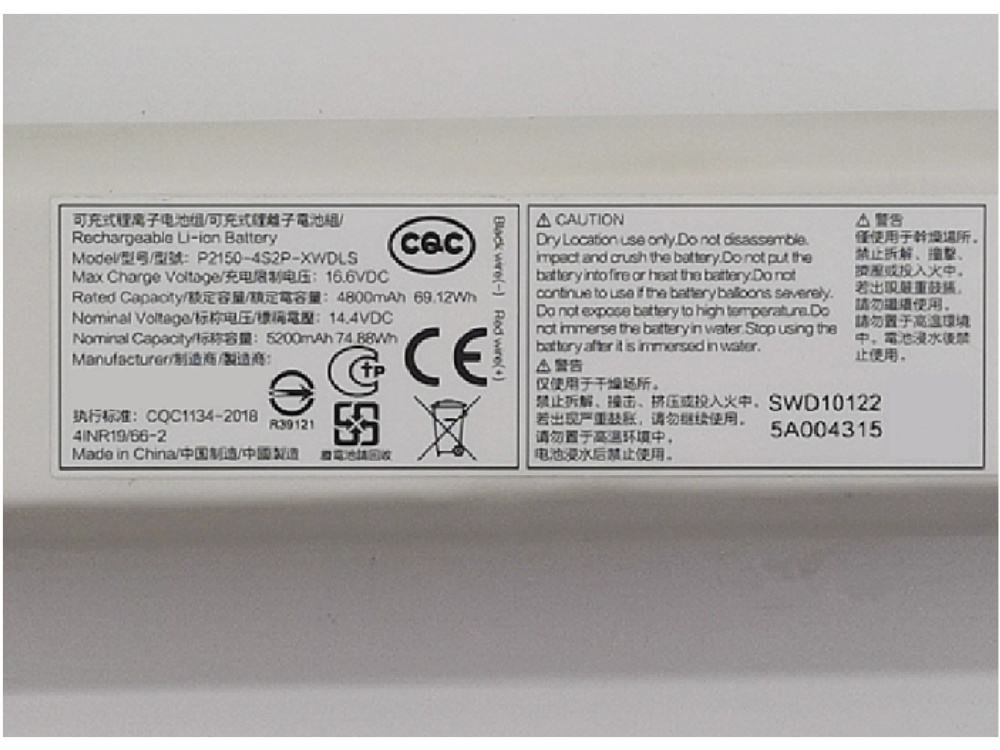 可充式锂离子电池组/可充式鋰離子電池組/
Rechargeable Li-ion Battery
Model/型号/型號: P2150-4S2P-XWDLS
Max Charge Voltage/充电限制电压: 16.6VDC
Rated Capacity/额定容量/額定電容量: 4800mAh 69.12Wh
Nominal Voltage/标称电压/標稱電壓: 14.4VDC
Nominal Capacity/标称容量: 5200mAh 74.88Wh
Manufacturer/制造商/製造商:
执行标准: CQC1134-2018
4INR19/66-2
Made in China/中国制造/中國製造
CQC
CE
TP
R39121
廢電池請回收
Black wire(-) Red wire(+)
⚠ CAUTION
Dry Location use only.Do not disassemble.
impact and crush the battery.Do not put the
battery into fire or heat the battery.Do not
continue to use if the battery balloons severely.
Do not expose battery to high temperature.Do
not immerse the battery in water.Stop using the
battery after it is immersed in water.
⚠ 警告
仅使用于干燥场所。
禁止拆解、撞击、挤压或投入火中。
若出现严重鼓胀，请勿继续使用。
请勿置于高温环境中。
电池浸水后禁止使用。
⚠ 警告
僅使用于幹燥場所。
禁止拆解、撞擊、
擠壓或投入火中。
若出現嚴重鼓脹，
請勿繼續使用。
請勿置于高溫環境
中。電池浸水後禁
止使用。
SWD10122
5A004315